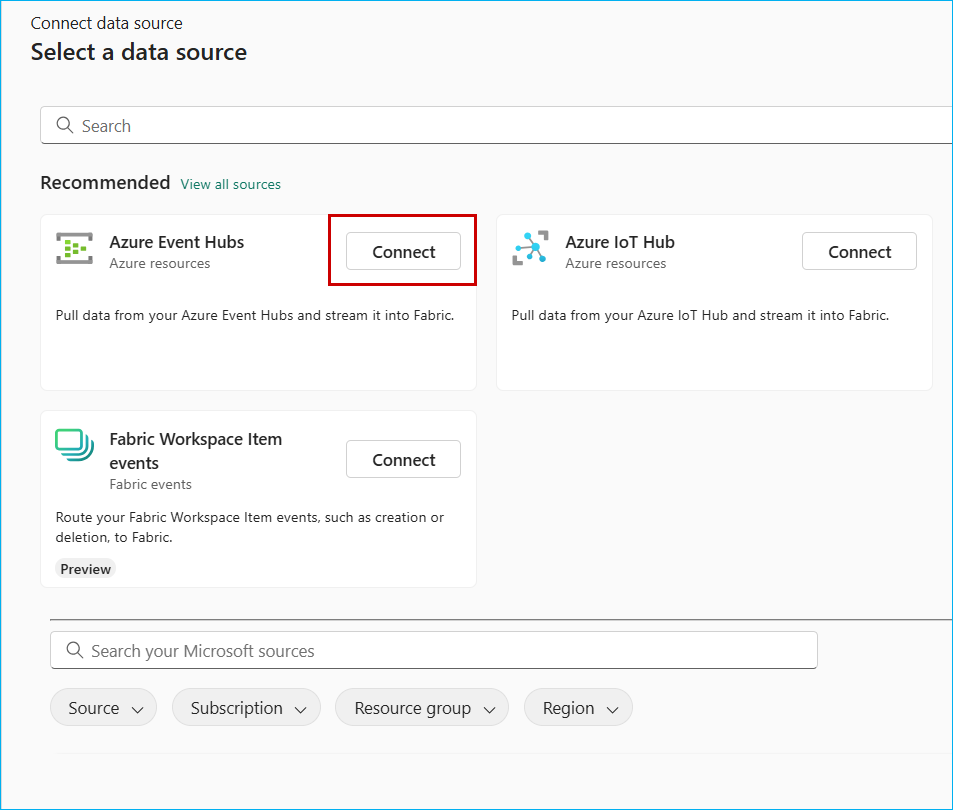 Connect data source
Select a data source
Search
Recommended View all sources
Azure Event Hubs
Azure resources
Connect
Pull data from your Azure Event Hubs and stream it into Fabric.
Azure IoT Hub
Azure resources
Connect
Pull data from your Azure IoT Hub and stream it into Fabric.
Fabric Workspace Item
events
Fabric events
Connect
Route your Fabric Workspace Item events, such as creation or
deletion, to Fabric.
Preview
Search your Microsoft sources
Source Subscription Resource group Region